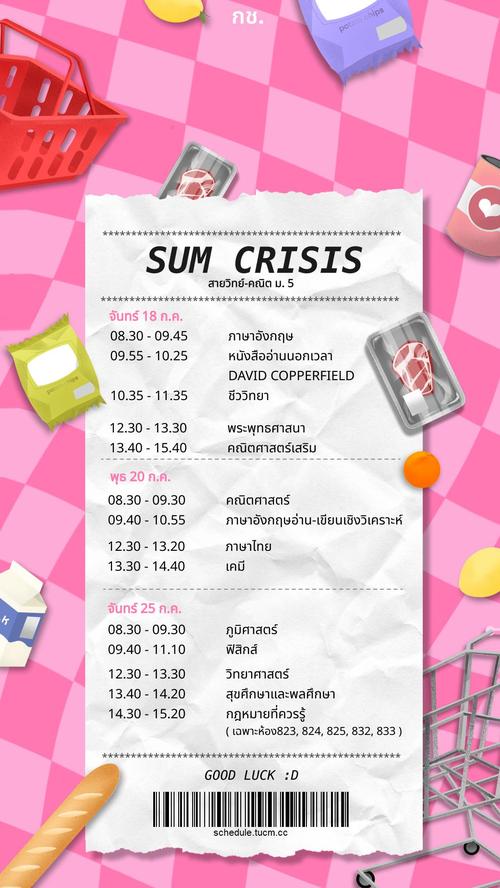 กช.
potato chips
********************************************
SUM CRISIS
สายวิทย์-คณิต ม. 5
********************************************
จันทร์ 18 ก.ค.
08.30 - 09.45 ภาษาอังกฤษ
09.55 - 10.25 หนังสืออ่านนอกเวลา
DAVID COPPERFIELD
10.35 - 11.35 ชีววิทยา
12.30 - 13.30 พระพุทธศาสนา
13.40 - 15.40 คณิตศาสตร์เสริม
พุธ 20 ก.ค.
08.30 - 09.30 คณิตศาสตร์
09.40 - 10.55 ภาษาอังกฤษอ่าน-เขียนเชิงวิเคราะห์
12.30 - 13.20 ภาษาไทย
13.30 - 14.40 เคมี
จันทร์ 25 ก.ค.
08.30 - 09.30 ภูมิศาสตร์
09.40 - 11.10 ฟิสิกส์
12.30 - 13.30 วิทยาศาสตร์
13.40 - 14.20 สุขศึกษาและพลศึกษา
14.30 - 15.20 กฎหมายที่ควรรู้
( เฉพาะห้อง823, 824, 825, 832, 833 )
********************************************
GOOD LUCK :D
schedule.tucm.cc